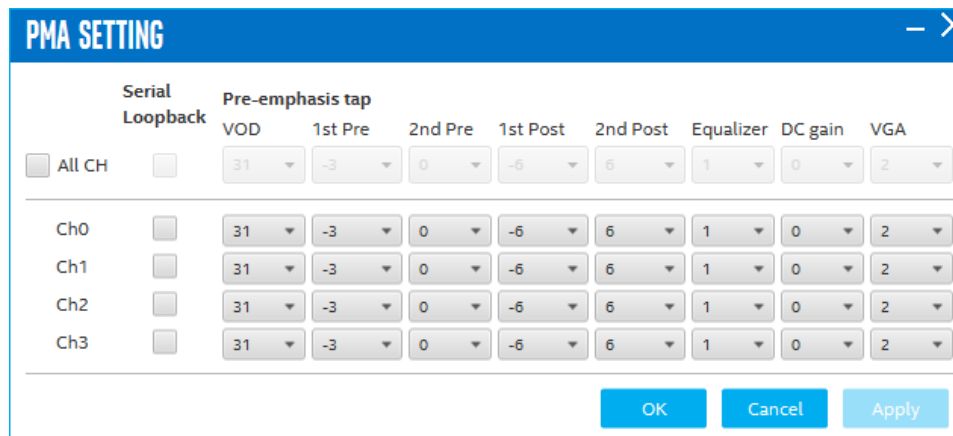 PMA SETTING
Serial Loopback
Pre-emphasis tap
VOD 1st Pre 2nd Pre 1st Post 2nd Post Equalizer DC gain VGA
All CH 31 -3 0 -6 6 1 0 2
Ch0 31 -3 0 -6 6 1 0 2
Ch1 31 -3 0 -6 6 1 0 2
Ch2 31 -3 0 -6 6 1 0 2
Ch3 31 -3 0 -6 6 1 0 2
OK Cancel Apply